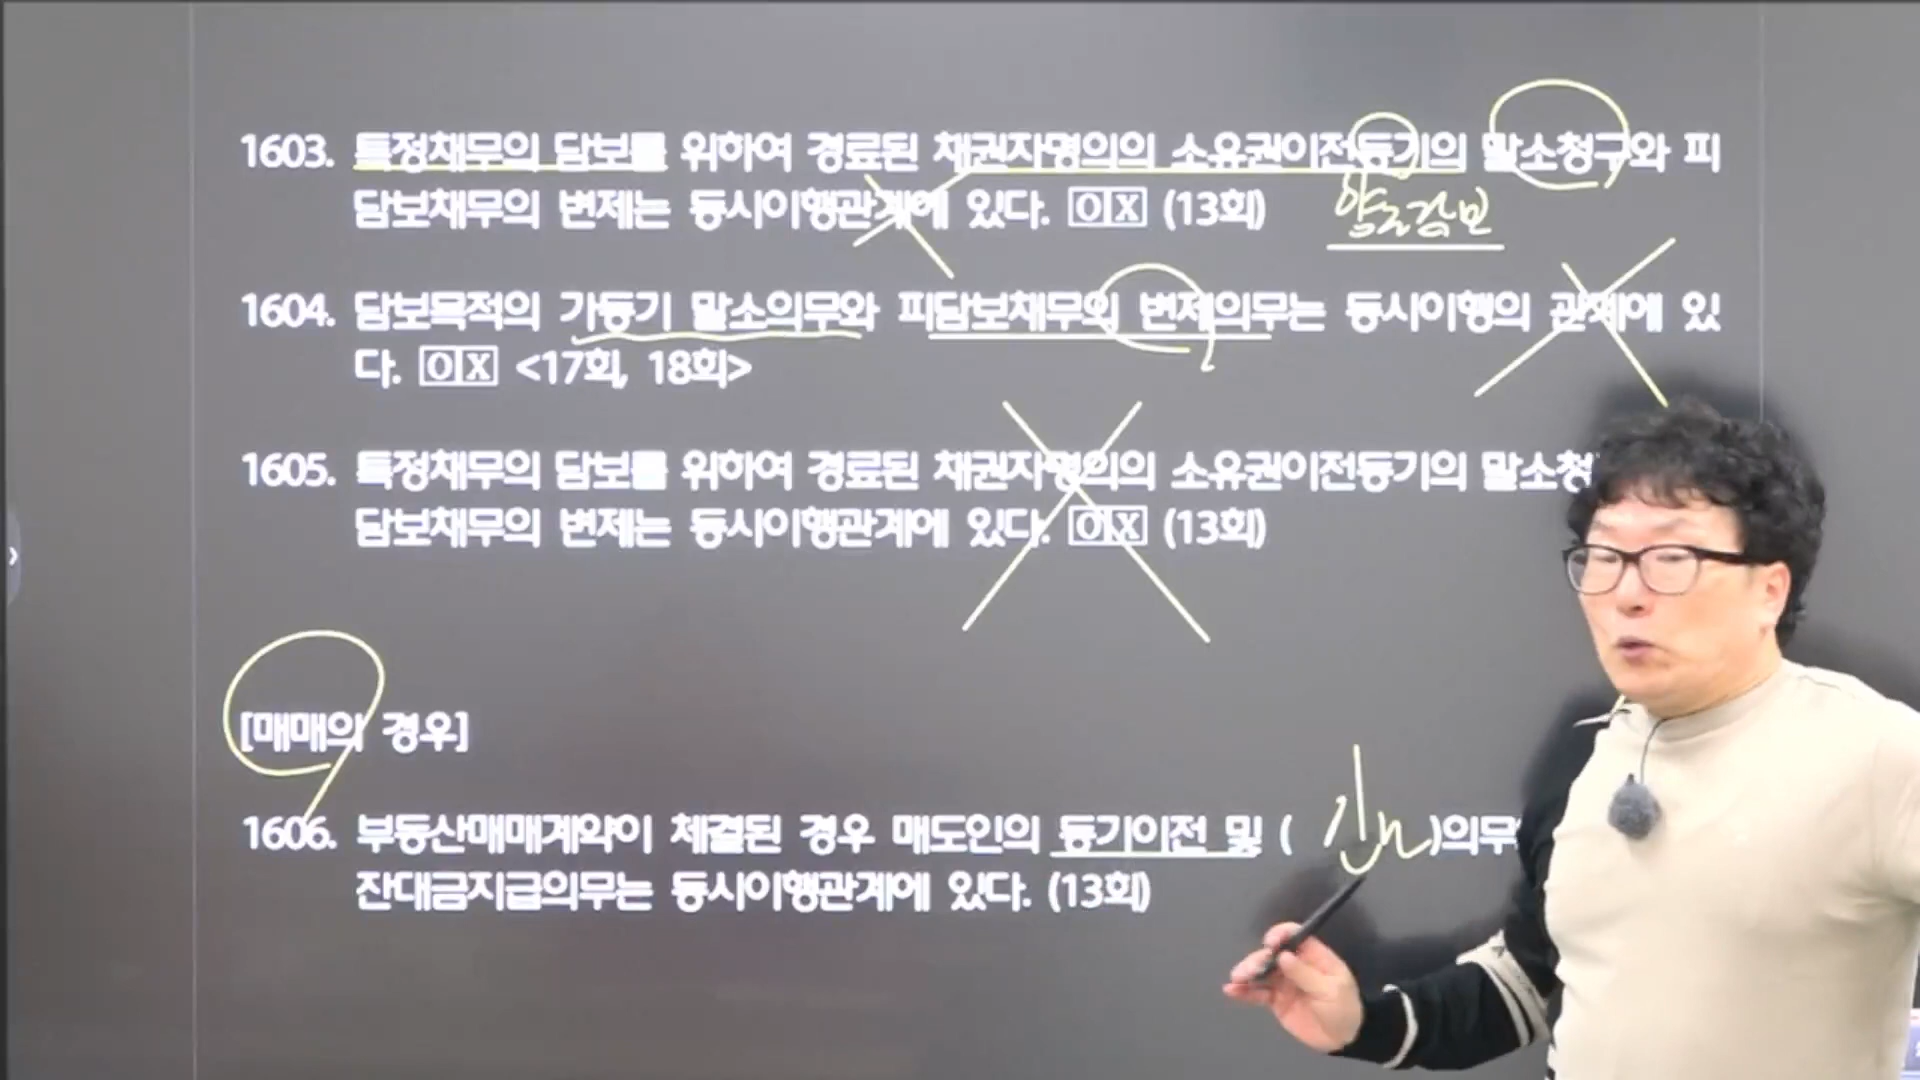 1603. 특정채무의 담보를 위하여 경료된 채권자명의의 소유권이전등기의 말소청구와 피
담보채무의 변제는 동시이행관계에 있다. OX (13회)
양도담보
1604. 담보목적의 가등기 말소의무와 피담보채무의 변제의무는 동시이행의 관계에 있
다. OX <17회, 18회>
1605. 특정채무의 담보를 위하여 경료된 채권자명의의 소유권이전등기의 말소청
담보채무의 변제는 동시이행관계에 있다. OX (13회)
[매매의 경우]
1606. 부동산매매계약이 체결된 경우 매도인의 등기이전 및 ( )의무
잔대금지급의무는 동시이행관계에 있다. (13회)